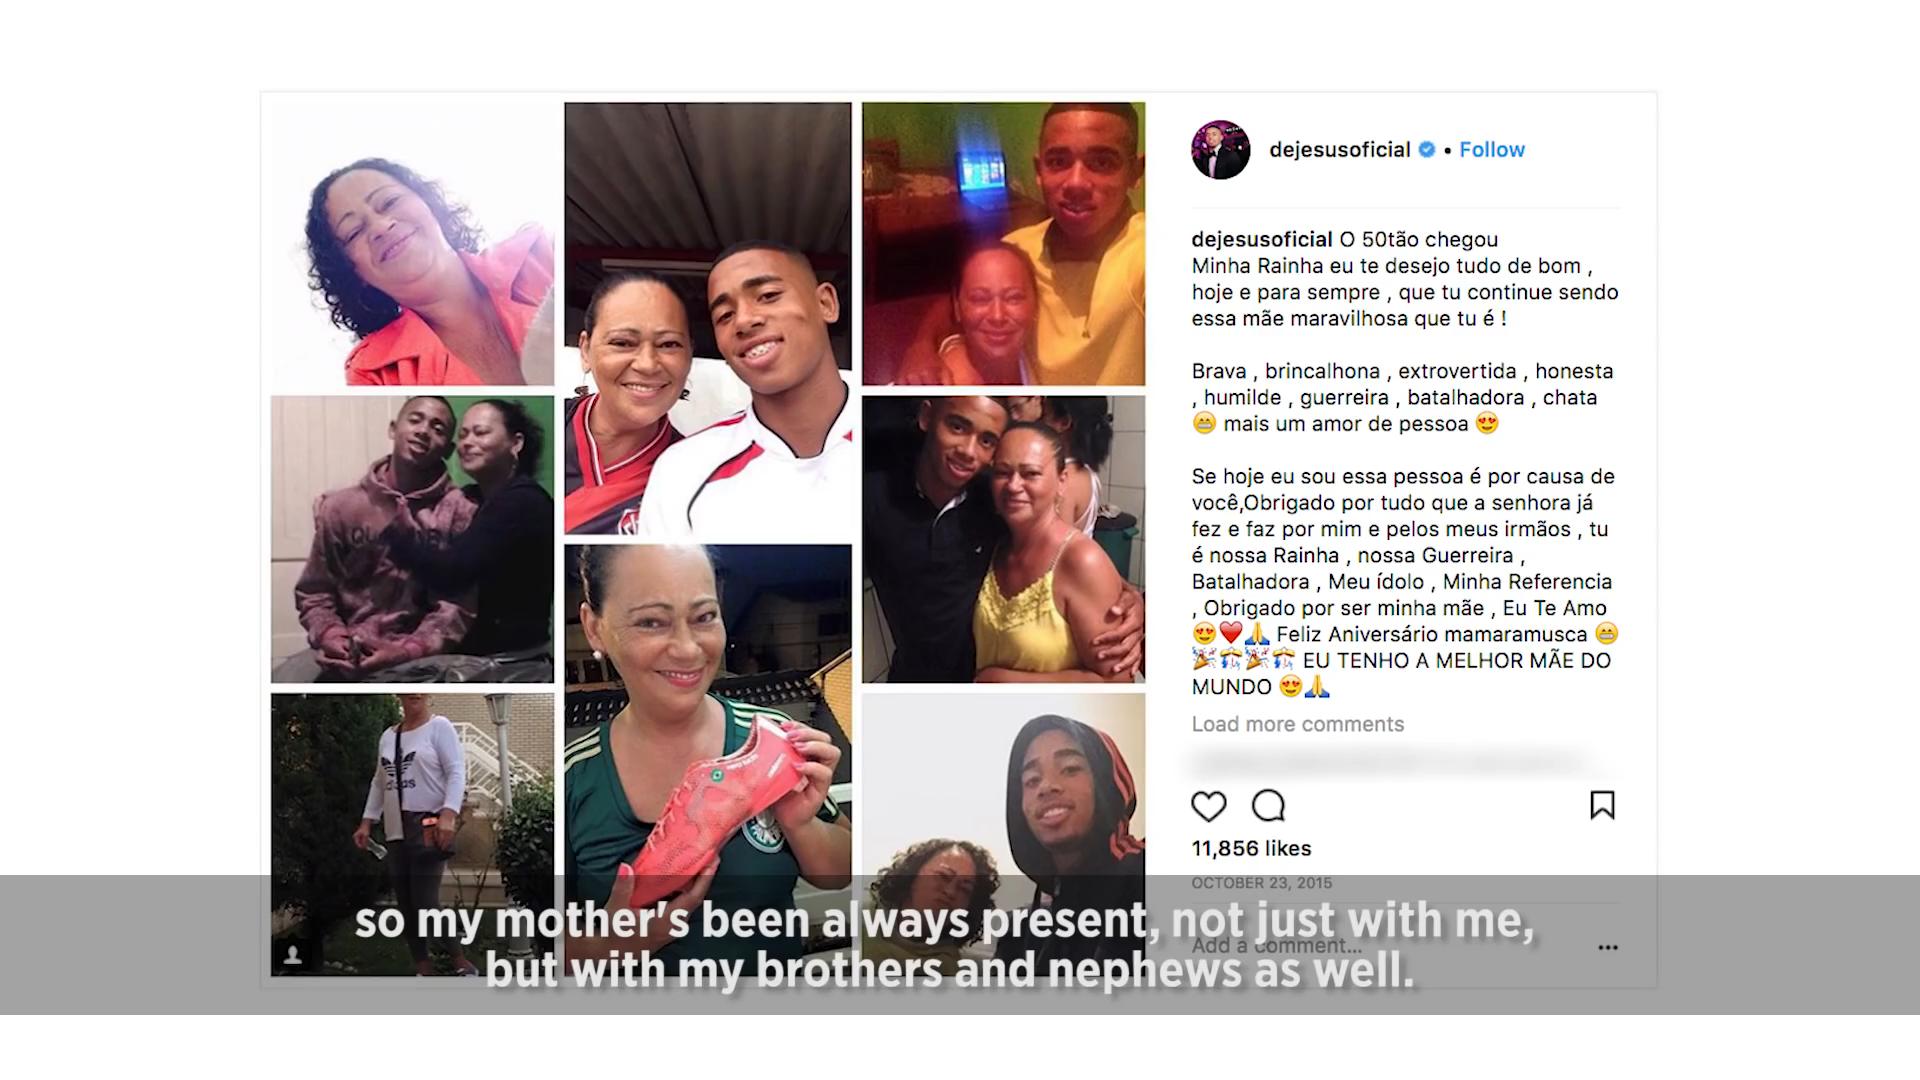 dejesusoficial • Follow
dejesusoficial O 50tão chegou
Minha Rainha eu te desejo tudo de bom ,
hoje e para sempre , que tu continue sendo
essa mãe maravilhosa que tu é !
Brava , brincalhona , extrovertida , honesta
, humilde , guerreira , batalhadora , chata
😁 mais um amor de pessoa 😍
Se hoje eu sou essa pessoa é por causa de
você,Obrigado por tudo que a senhora já
fez e faz por mim e pelos meus irmãos , tu
é nossa Rainha , nossa Guerreira ,
Batalhadora , Meu ídolo , Minha Referencia
, Obrigado por ser minha mãe , Eu Te Amo
😍❤️🙏 Feliz Aniversário mamaramusca 😁
🎉🎊🎉🎊 EU TENHO A MELHOR MÃE DO
MUNDO 😍🙏
Load more comments
11,856 likes
OCTOBER 23, 2015
Add a comment...
so my mother's been always present, not just with me,
but with my brothers and nephews as well.